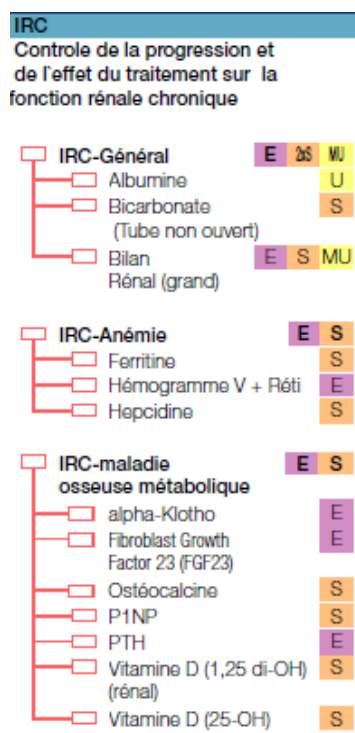 IRC
Controle de la progression et
de l`effet du traitement sur la
fonction rénale chronique
IRC-Général E 2xS MU
Albumine U
Bicarbonate S
(Tube non ouvert)
Bilan E S MU
Rénal (grand)
IRC-Anémie E S
Ferritine S
Hémogramme V + Réti E
Hepcidine S
IRC-maladie E S
osseuse métabolique
alpha-Klotho E
Fibroblast Growth E
Factor 23 (FGF23)
Ostéocalcine S
P1NP S
PTH E
Vitamine D (1,25 di-OH) S
(rénal)
Vitamine D (25-OH) S